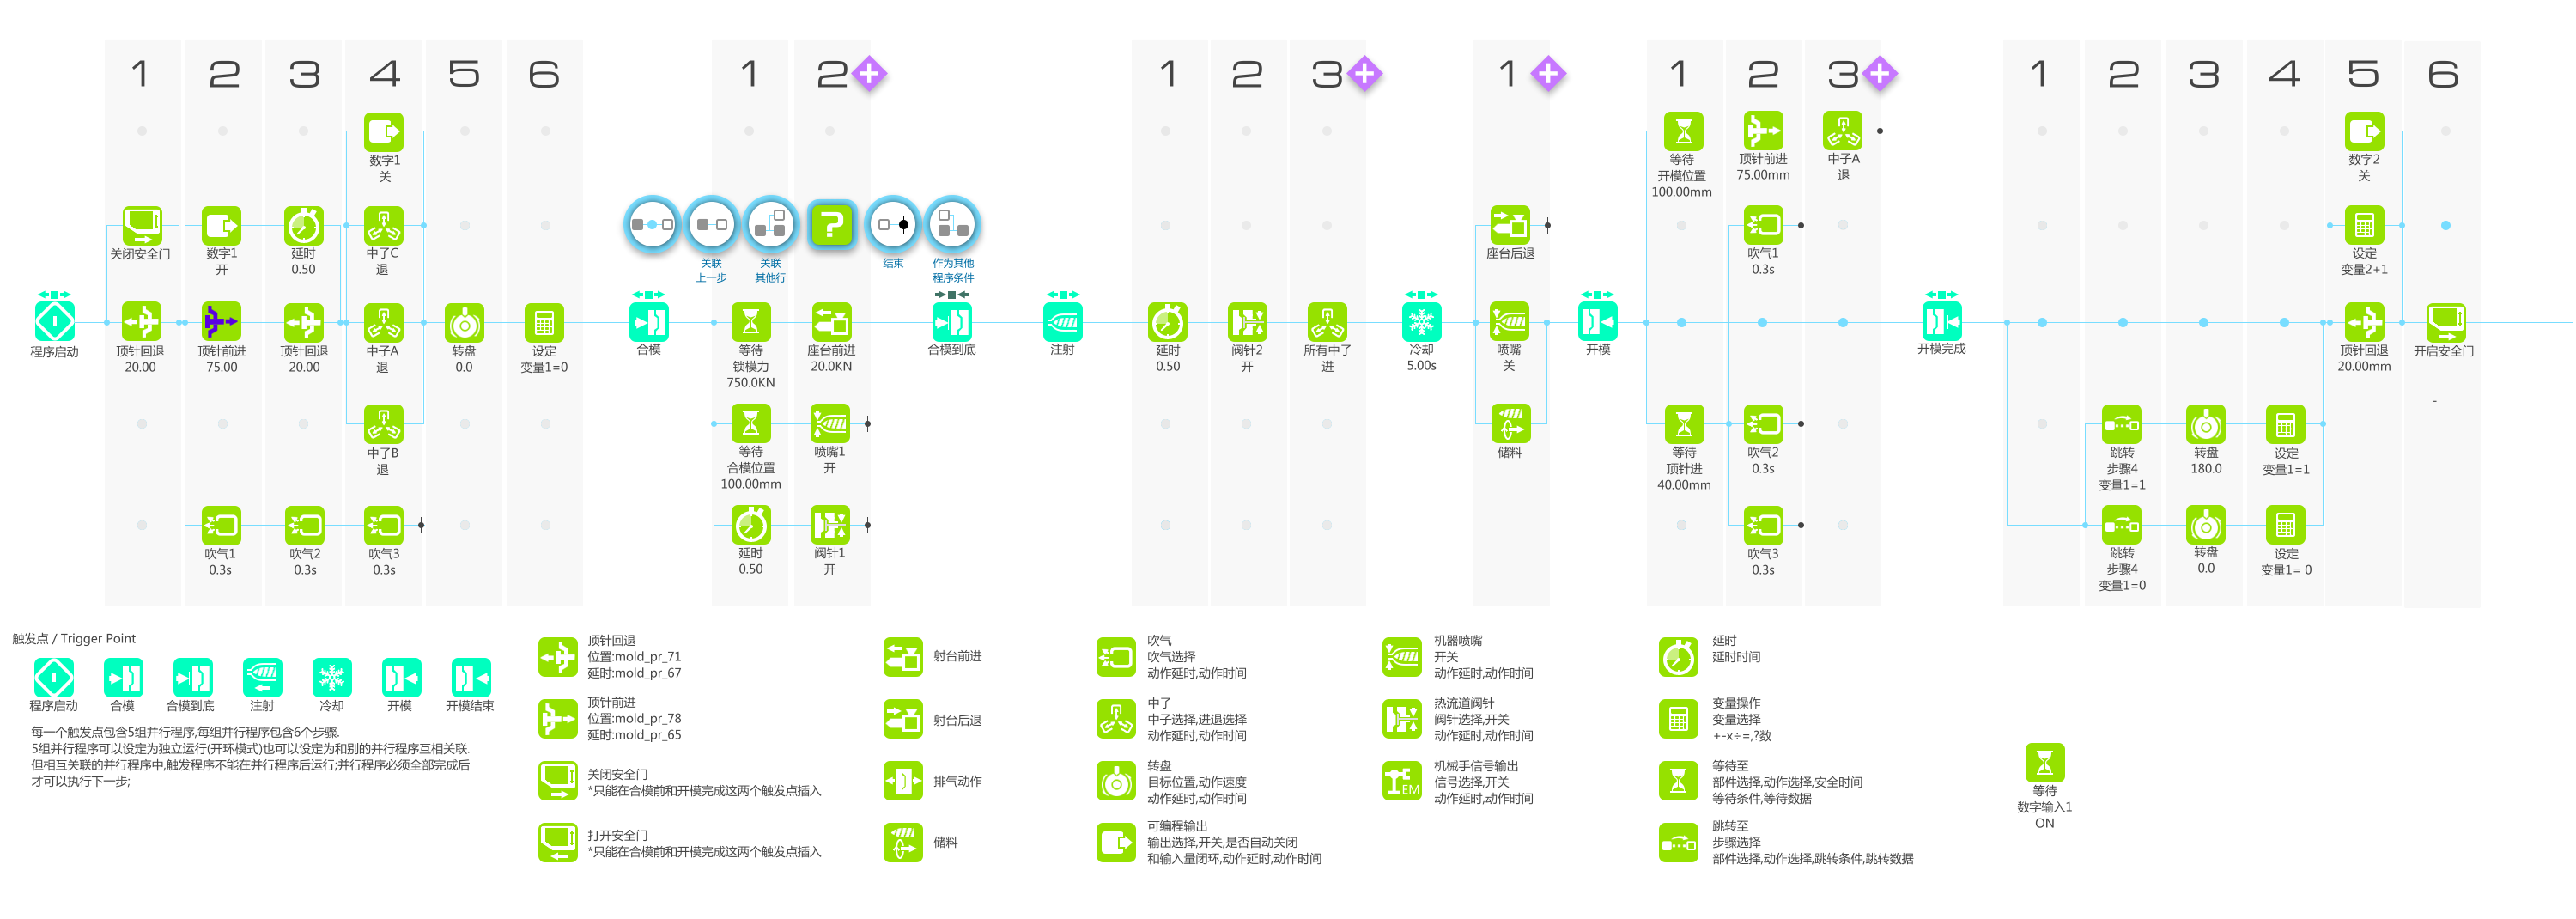 1 2 3 4 5 6
1 2
1 2 3
1
1 2 3
1 2 3 4 5 6
数字1
关
关闭安全门
数字1
开
延时
0.50
中子C
退
程序启动
顶针回退
20.00
顶针前进
75.00
顶针回退
20.00
中子A
退
转盘
0.0
设定
变量1=0
中子B
退
吹气1
0.3s
吹气2
0.3s
吹气3
0.3s
关联
上一步
关联
其他行
?
结束
作为其他
程序条件
合模
等待
锁模力
750.0KN
座台前进
20.0KN
合模到底
等待
合模位置
100.00mm
喷嘴1
开
延时
0.50
阀针1
开
注射
延时
0.50
阀针2
开
所有中子
进
冷却
5.00s
座台后退
喷嘴
关
储料
开模
等待
开模位置
100.00mm
顶针前进
75.00mm
中子A
退
吹气1
0.3s
等待
顶针进
40.00mm
吹气2
0.3s
吹气3
0.3s
开模完成
数字2
关
设定
变量2+1
顶针回退
20.00mm
开启安全门
-
跳转
步骤4
变量1=1
转盘
180.0
设定
变量1=1
跳转
步骤4
变量1=0
转盘
0.0
设定
变量1= 0
触发点 / Trigger Point
程序启动
合模
合模到底
注射
冷却
开模
开模结束
每一个触发点包含5组并行程序,每组并行程序包含6个步骤.
5组并行程序可以设定为独立运行(开环模式)也可以设定为和别的并行程序互相关联.
但相互关联的并行程序中,触发程序不能在并行程序后运行;并行程序必须全部完成后
才可以执行下一步;
顶针回退
位置:mold_pr_71
延时:mold_pr_67
顶针前进
位置:mold_pr_78
延时:mold_pr_65
关闭安全门
*只能在合模前和开模完成这两个触发点插入
打开安全门
*只能在合模前和开模完成这两个触发点插入
射台前进
射台后退
排气动作
储料
吹气
吹气选择
动作延时,动作时间
中子
中子选择,进退选择
动作延时,动作时间
转盘
目标位置,动作速度
动作延时,动作时间
可编程输出
输出选择,开关,是否自动关闭
和输入量闭环,动作延时,动作时间
机器喷嘴
开关
动作延时,动作时间
热流道阀针
阀针选择,开关
动作延时,动作时间
EM
机械手信号输出
信号选择,开关
动作延时,动作时间
延时
延时时间
变量操作
变量选择
+-x÷=,?数
等待至
部件选择,动作选择,安全时间
等待条件,等待数据
跳转至
步骤选择
部件选择,动作选择,跳转条件,跳转数据
等待
数字输入1
ON